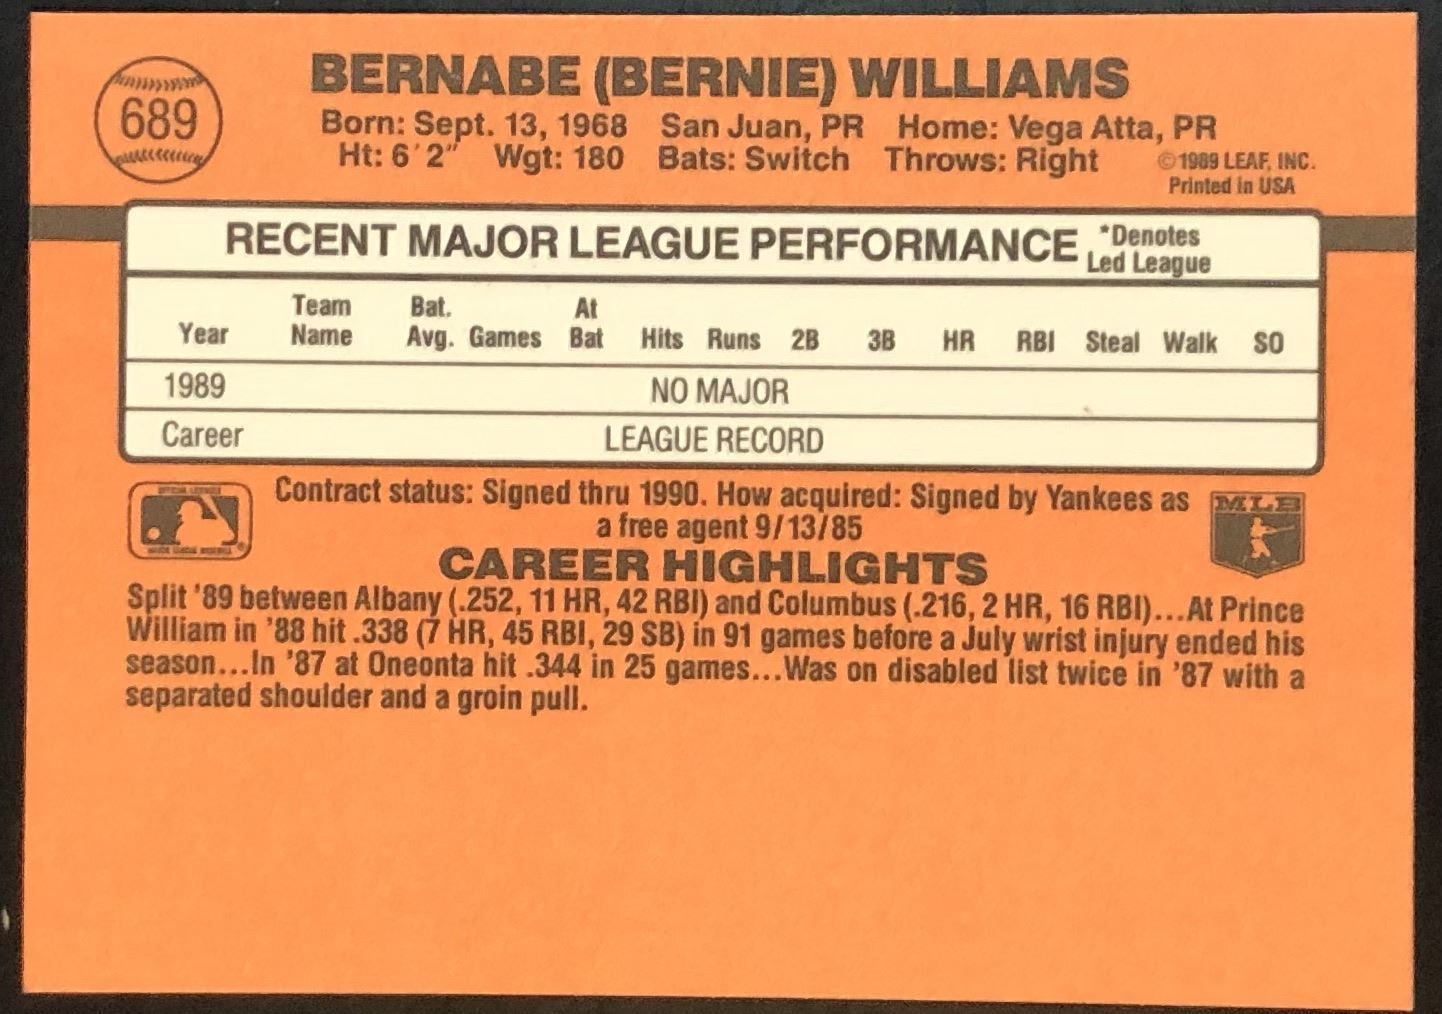 689
BERNABE (BERNIE) WILLIAMS
Born: Sept. 13, 1968 San Juan, PR Home: Vega Atta, PR
Ht: 6'2" Wgt: 180 Bats: Switch Throws: Right ©1989 LEAF, INC.
Printed in USA
RECENT MAJOR LEAGUE PERFORMANCE *Denotes
Led League
Team Bat. At
Year Name Avg. Games Bat Hits Runs 2B 3B HR RBI Steal Walk SO
1989 NO MAJOR
Career LEAGUE RECORD
Contract status: Signed thru 1990. How acquired: Signed by Yankees as
a free agent 9/13/85
MLB
CAREER HIGHLIGHTS
Split '89 between Albany (.252, 11 HR, 42 RBI) and Columbus (.216, 2 HR, 16 RBI)...At Prince
William in '88 hit .338 (7 HR, 45 RBI, 29 SB) in 91 games before a July wrist injury ended his
season...In '87 at Oneonta hit .344 in 25 games...Was on disabled list twice in '87 with a
separated shoulder and a groin pull.